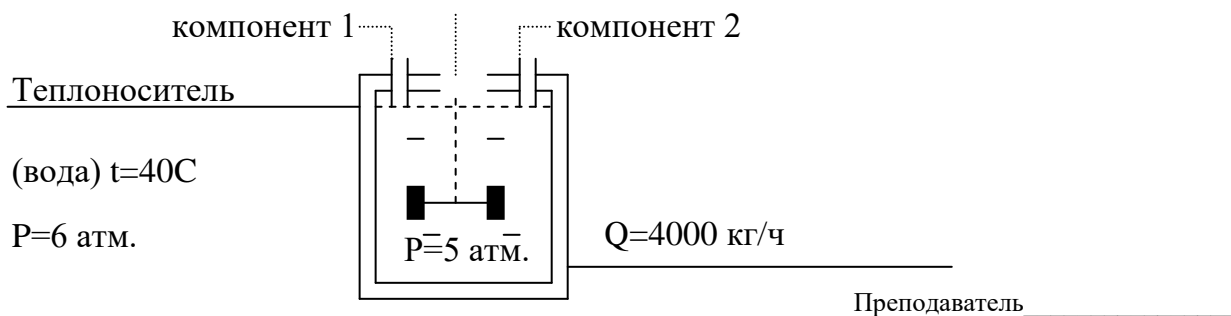 компонент 1 компонент 2
Теплоноситель
(вода) t=40С
Р=6 атм.
Р=5 атм.
Q=4000 кг/ч
Преподаватель